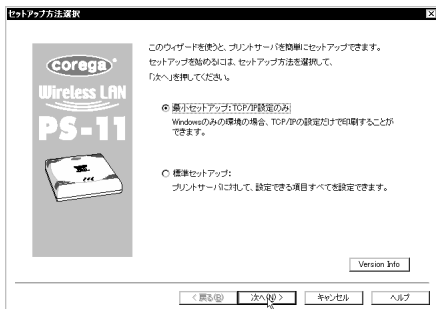 セットアップ方法選択
corega
Wireless LAN
PS-11
このウィザードを使うと、プリントサーバを簡単にセットアップできます。
セットアップを始めるには、セットアップ方法を選択して、
「次へ」を押してください。
最小セットアップ:TCP/IP設定のみ
Windowsのみの環境の場合、TCP/IPの設定だけで印刷することが
できます。
標準セットアップ:
プリントサーバに対して、設定できる項目すべてを設定できます。
Version Info
< 戻る(B)
次へ(N) >
キャンセル
ヘルプ